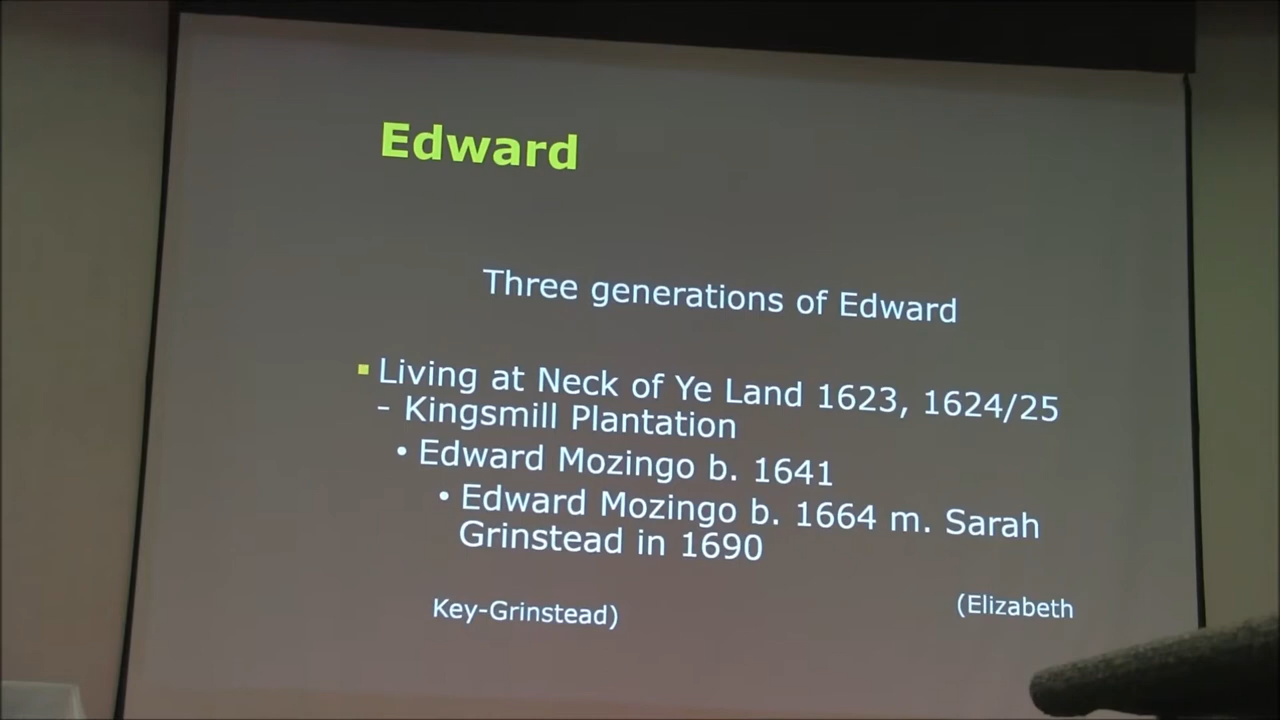 Edward
Three generations of Edward
▪ Living at Neck of Ye Land 1623, 1624/25
- Kingsmill Plantation
• Edward Mozingo b. 1641
• Edward Mozingo b. 1664 m. Sarah
Grinstead in 1690
(Elizabeth
Key-Grinstead)